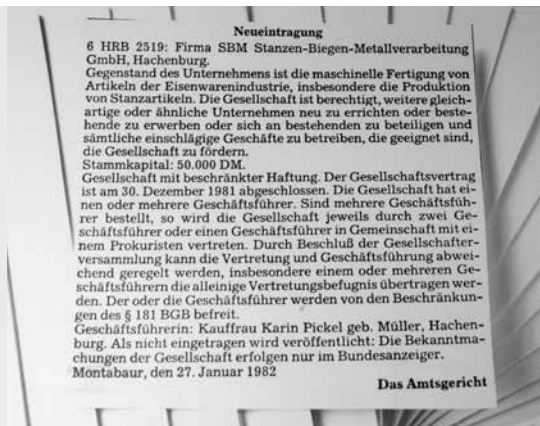 Neueintragung
6 HRB 2519: Firma SBM Stanzen-Biegen-Metallverarbeitung
GmbH, Hachenburg.
Gegenstand des Unternehmens ist die maschinelle Fertigung von
Artikeln der Eisenwarenindustrie, insbesondere die Produktion
von Stanzartikeln. Die Gesellschaft ist berechtigt, weitere gleich-
artige oder ähnliche Unternehmen neu zu errichten oder beste-
hende zu erwerben oder sich an bestehenden zu beteiligen und
sämtliche einschlägige Geschäfte zu betreiben, die geeignet sind,
die Gesellschaft zu fördern.
Stammkapital: 50.000 DM.
Gesellschaft mit beschränkter Haftung. Der Gesellschaftsvertrag
ist am 30. Dezember 1981 abgeschlossen. Die Gesellschaft hat ei-
nen oder mehrere Geschäftsführer. Sind mehrere Geschäftsfüh-
rer bestellt, so wird die Gesellschaft jeweils durch zwei Ge-
schäftsführer oder einen Geschäftsführer in Gemeinschaft mit ei-
nem Prokuristen vertreten. Durch Beschluß der Gesellschafter-
versammlung kann die Vertretung und Geschäftsführung abwei-
chend geregelt werden, insbesondere einem oder mehreren Ge-
schäftsführern die alleinige Vertretungsbefugnis übertragen wer-
den. Der oder die Geschäftsführer werden von den Beschränkun-
gen des § 181 BGB befreit.
Geschäftsführerin: Kauffrau Karin Pickel geb. Müller, Hachen-
burg. Als nicht eingetragen wird veröffentlicht: Die Bekanntma-
chungen der Gesellschaft erfolgen nur im Bundesanzeiger.
Montabaur, den 27. Januar 1982
Das Amtsgericht